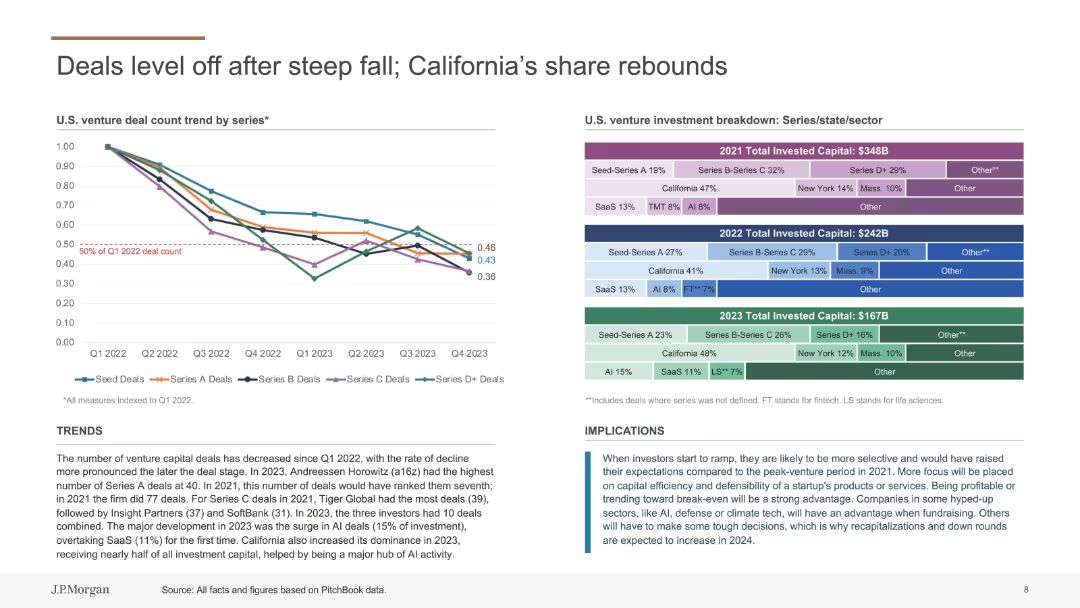 Deals level off after steep fall; California's share rebounds
U.S. venture deal count trend by series*
1.00
0.90
0.80
0.70
0.60
0.50
0.40
0.30
0.20
0.10
0.00
50% of Q1 2022 deal count
0.46
0.43
0.36
Q1 2022 Q2 2022 Q3 2022 Q4 2022 Q1 2023 Q2 2023 Q3 2023 Q4 2023
Seed Deals Series A Deals Series B Deals Series C Deals Series D+ Deals
*All measures indexed to Q1 2022.
U.S. venture investment breakdown: Series/state/sector
2021 Total Invested Capital: $348B
Seed-Series A 19% Series B-Series C 32% Series D+ 29% Other**
California 47% New York 14% Mass. 10% Other
SaaS 13% TMT 8% AI 8% Other
2022 Total Invested Capital: $242B
Seed-Series A 27% Series B-Series C 29% Series D+ 20% Other**
California 41% New York 13% Mass. 9% Other
SaaS 13% AI 8% FT** 7% Other
2023 Total Invested Capital: $167B
Seed-Series A 23% Series B-Series C 26% Series D+ 16% Other**
California 48% New York 12% Mass. 10% Other
AI 15% SaaS 11% LS** 7% Other
**Includes deals where series was not defined. FT stands for fintech. LS stands for life sciences.
TRENDS
The number of venture capital deals has decreased since Q1 2022, with the rate of decline
more pronounced the later the deal stage. In 2023, Andreessen Horowitz (a16z) had the highest
number of Series A deals at 40. In 2021, this number of deals would have ranked them seventh;
in 2021 the firm did 77 deals. For Series C deals in 2021, Tiger Global had the most deals (39),
followed by Insight Partners (37) and SoftBank (31). In 2023, the three investors had 10 deals
combined. The major development in 2023 was the surge in AI deals (15% of investment),
overtaking SaaS (11%) for the first time. California also increased its dominance in 2023,
receiving nearly half of all investment capital, helped by being a major hub of AI activity.
IMPLICATIONS
When investors start to ramp, they are likely to be more selective and would have raised
their expectations compared to the peak-venture period in 2021. More focus will be placed
on capital efficiency and defensibility of a startup's products or services. Being profitable or
trending toward break-even will be a strong advantage. Companies in some hyped-up
sectors, like AI, defense or climate tech, will have an advantage when fundraising. Others
will have to make some tough decisions, which is why recapitalizations and down rounds
are expected to increase in 2024.
J.P.Morgan
Source: All facts and figures based on PitchBook data.
8